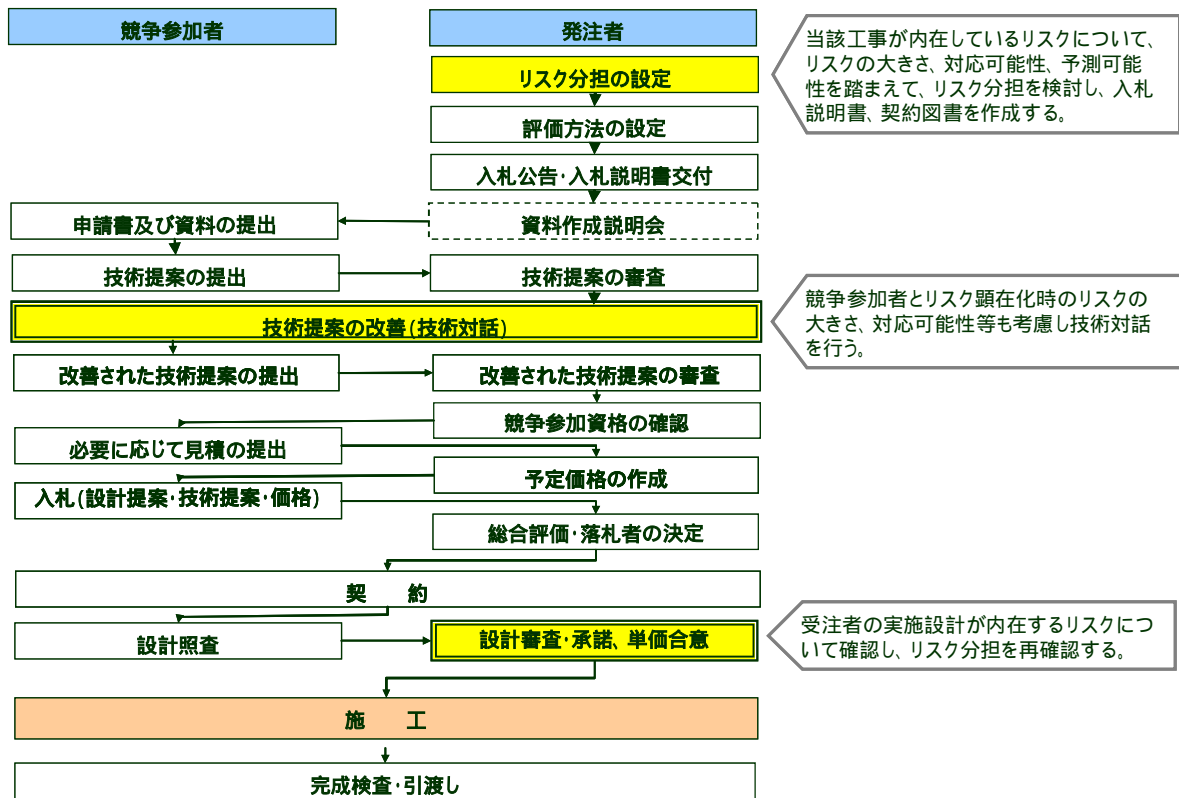 競争参加者
発注者
リスク分担の設定
当該工事が内在しているリスクについて、
リスクの大きさ、対応可能性、予測可能
性を踏まえて、リスク分担を検討し、入札
説明書、契約図書を作成する。
評価方法の設定
入札公告・入札説明書交付
資料作成説明会
申請書及び資料の提出
技術提案の提出
技術提案の審査
技術提案の改善(技術対話)
競争参加者とリスク顕在化時のリスクの
大きさ、対応可能性等も考慮し技術対話
を行う。
改善された技術提案の提出
改善された技術提案の審査
競争参加資格の確認
必要に応じて見積の提出
予定価格の作成
入札(設計提案・技術提案・価格)
総合評価・落札者の決定
契　約
設計照査
設計審査・承諾、単価合意
受注者の実施設計が内在するリスクにつ
いて確認し、リスク分担を再確認する。
施　工
完成検査・引渡し